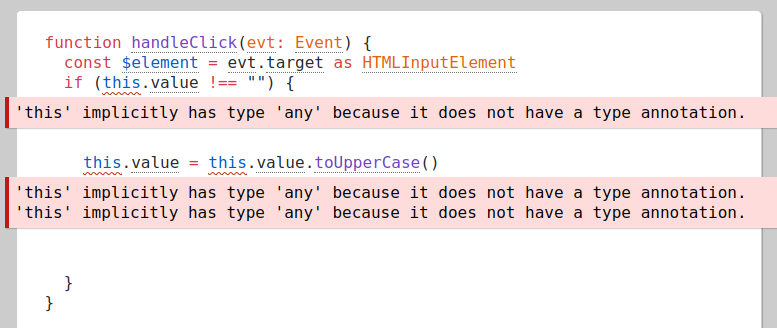 function handleClick(evt: Event) {
const $element = evt.target as HTMLInputElement
if (this.value !== "") {
'this' implicitly has type 'any' because it does not have a type annotation.
this.value = this.value.toUpperCase()
'this' implicitly has type 'any' because it does not have a type annotation.
'this' implicitly has type 'any' because it does not have a type annotation.
}
}